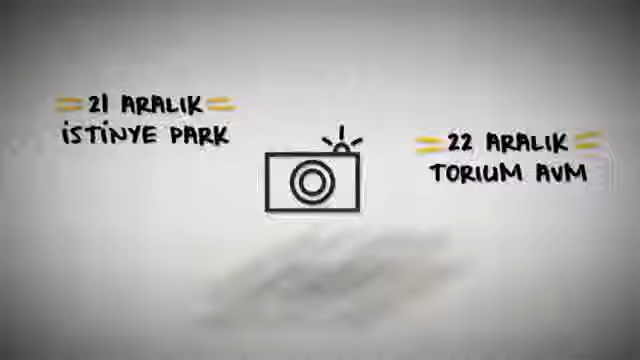 21 ARALIK
İSTİNYE PARK
22 ARALIK
TORIUM AVM